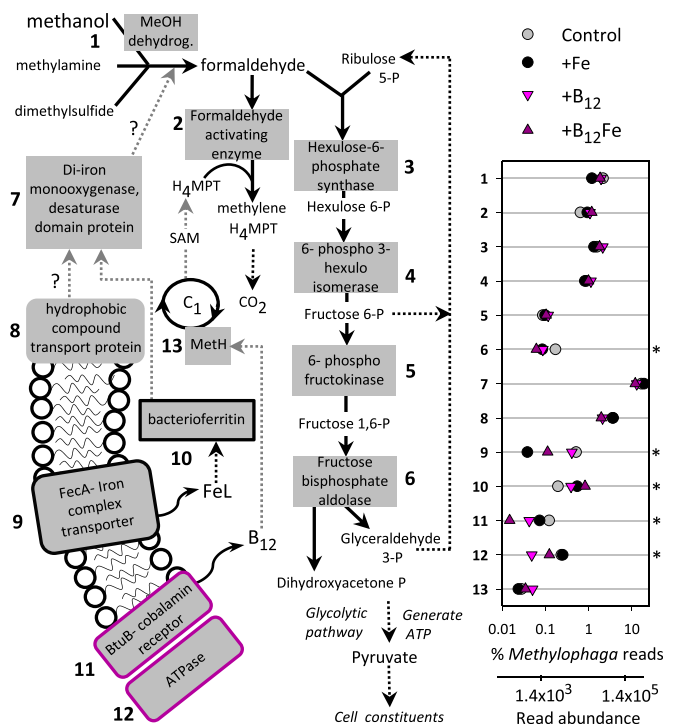 methanol
1
MeOH
dehydrog.
methylamine
dimethylsulfide
formaldehyde
Ribulose
5-P
?
2
Formaldehyde
activating
enzyme
3
Hexulose-6-
phosphate
synthase
7
Di-iron
monooxygenase,
desaturase
domain protein
H4MPT
methylene
H4MPT
Hexulose 6-P
SAM
?
4
6- phospho 3-
hexulo
isomerase
CO2
C1
8
hydrophobic
compound
transport protein
13
MetH
Fructose 6-P
5
6- phospho
fructokinase
bacterioferritin
10
Fructose 1,6-P
FeL
6
Fructose
bisphosphate
aldolase
9
FecA- Iron
complex
transporter
B12
Glyceraldehyde
3-P
Dihydroxyacetone P
11
BtuB- cobalamin
receptor
12
ATPase
Glycolytic
pathway
Generate
ATP
Pyruvate
Cell constituents
Control
+Fe
+B12
+B12Fe
1
2
3
4
5
6 *
7
8
9 *
10 *
11 *
12 *
13
0.01 0.1 1 10
% Methylophaga reads
1.4x10³ 1.4x10⁵
Read abundance